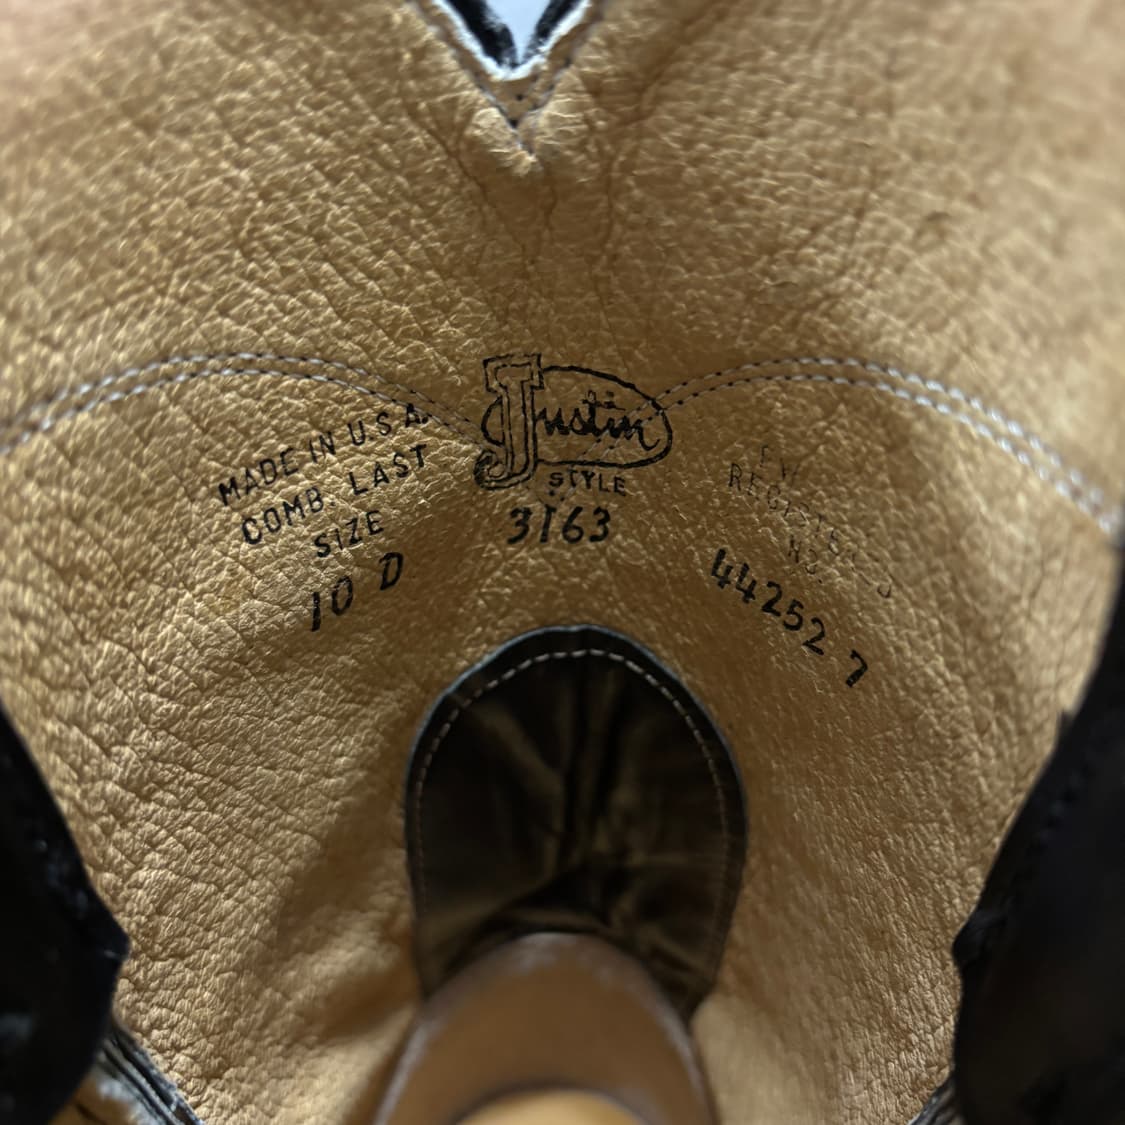 MADE IN U.S.A.
COMB. LAST
SIZE
10 D
Justin
STYLE
3163
REGISTERED
NO.
44252 7